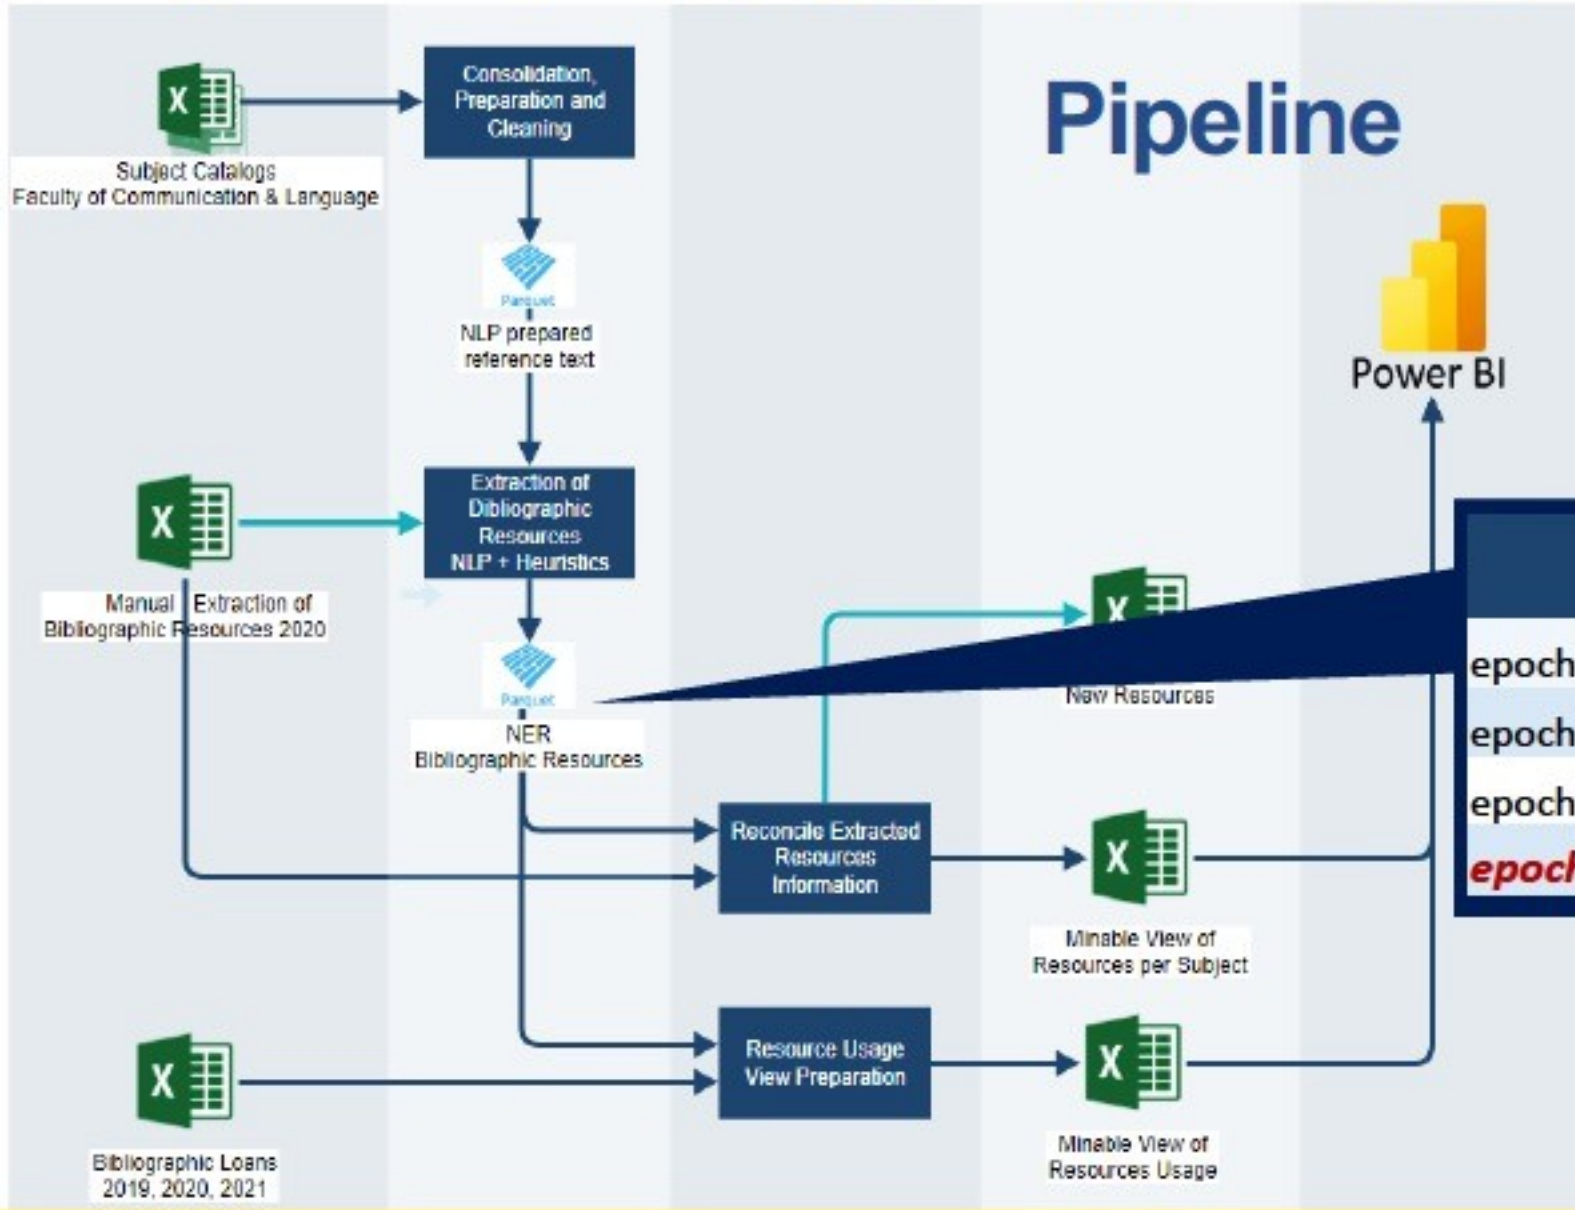 Pipeline
Consolidation,
Preparation and
Cleaning
Subject Catalogs
Faculty of Communication & Language
Parquet
NLP prepared
reference text
Power BI
Extraction of
Dibliographic
Resources
NLP + Heuristics
Manual Extraction of
Bibliographic Resources 2020
Parquet
NER
Bibliographic Resources
New Resources
epoch
epoch
epoch
epoch
Reconcile Extracted
Resources
Information
Minable View of
Resources per Subject
Resource Usage
View Preparation
Bibliographic Loans
2019, 2020, 2021
Minable View of
Resources Usage